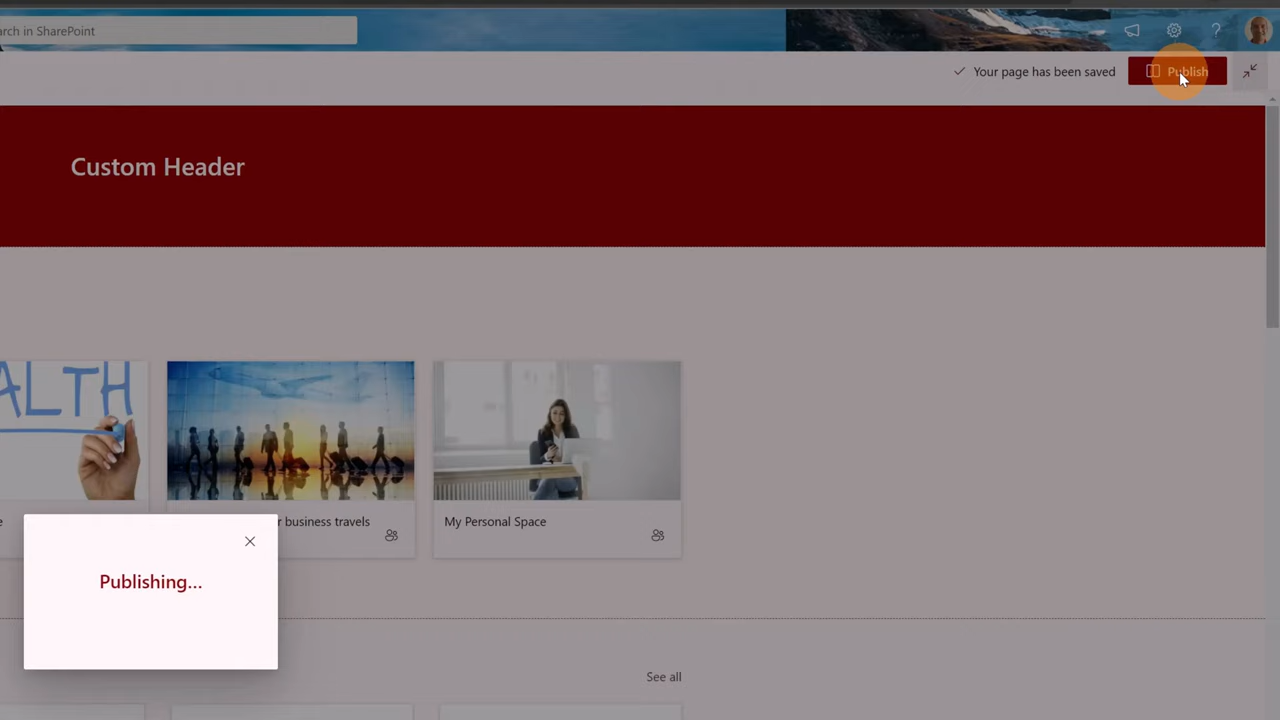 rch in SharePoint
?
Your page has been saved
Publish
Custom Header
ALTH
e
r business travels
My Personal Space
Publishing...
See all